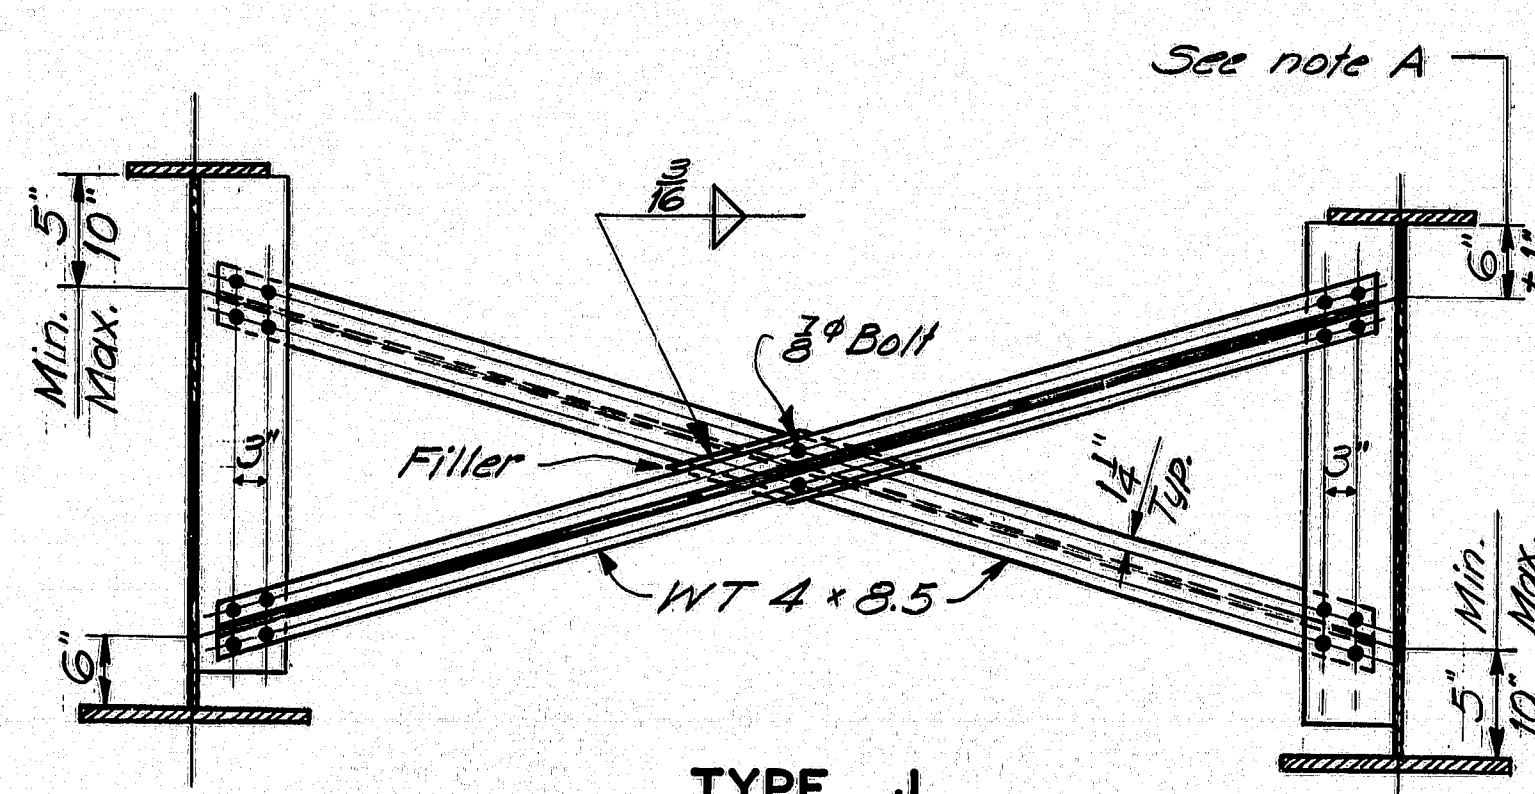 See note A
5" Min.
10" Max.
3/16
7/8 ϕ Bolt
6"
± 1"
Filler
3"
1 1/4"
Typ.
3"
WT 4 × 8.5
6"
5" Min.
10" Max.
TYPE J